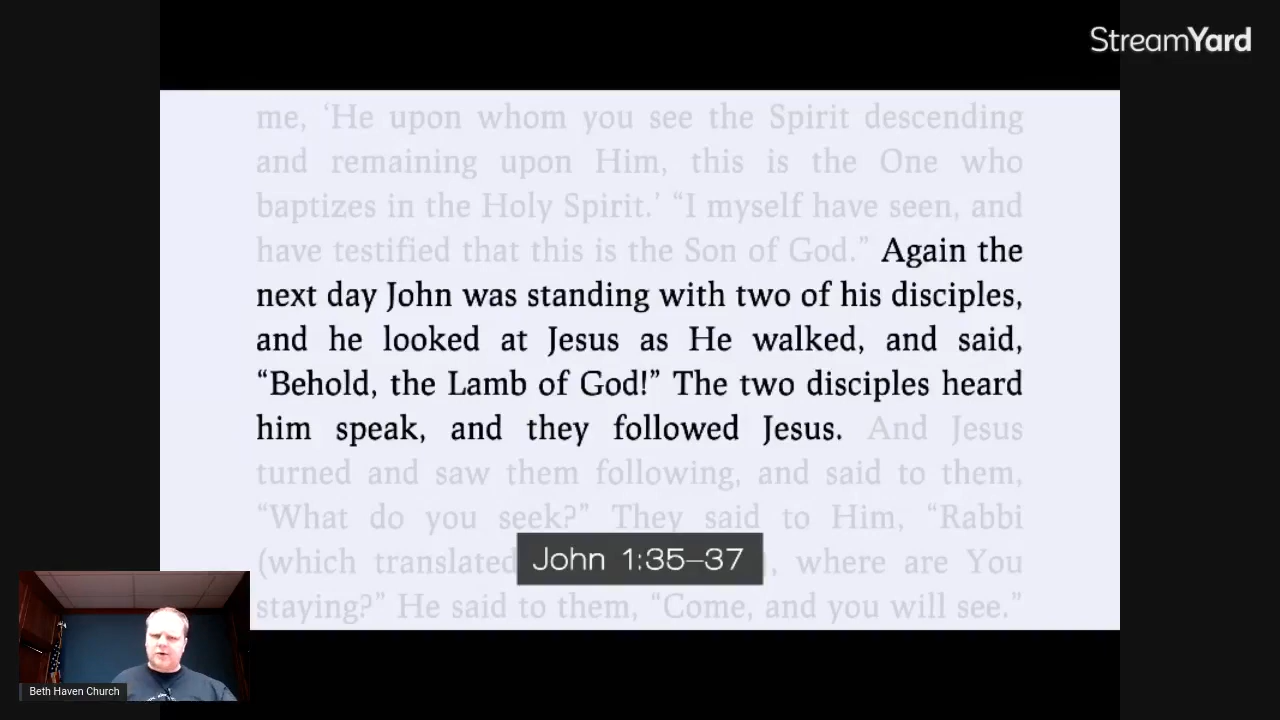 StreamYard
me, ‘He upon whom you see the Spirit descending
and remaining upon Him, this is the One who
baptizes in the Holy Spirit.’ “I myself have seen, and
have testified that this is the Son of God.” Again the
next day John was standing with two of his disciples,
and he looked at Jesus as He walked, and said,
“Behold, the Lamb of God!” The two disciples heard
him speak, and they followed Jesus. And Jesus
turned and saw them following, and said to them,
“What do you seek?” They said to Him, “Rabbi
(which translated ), where are You
John 1:35–37
staying?” He said to them, “Come, and you will see.”
Beth Haven Church